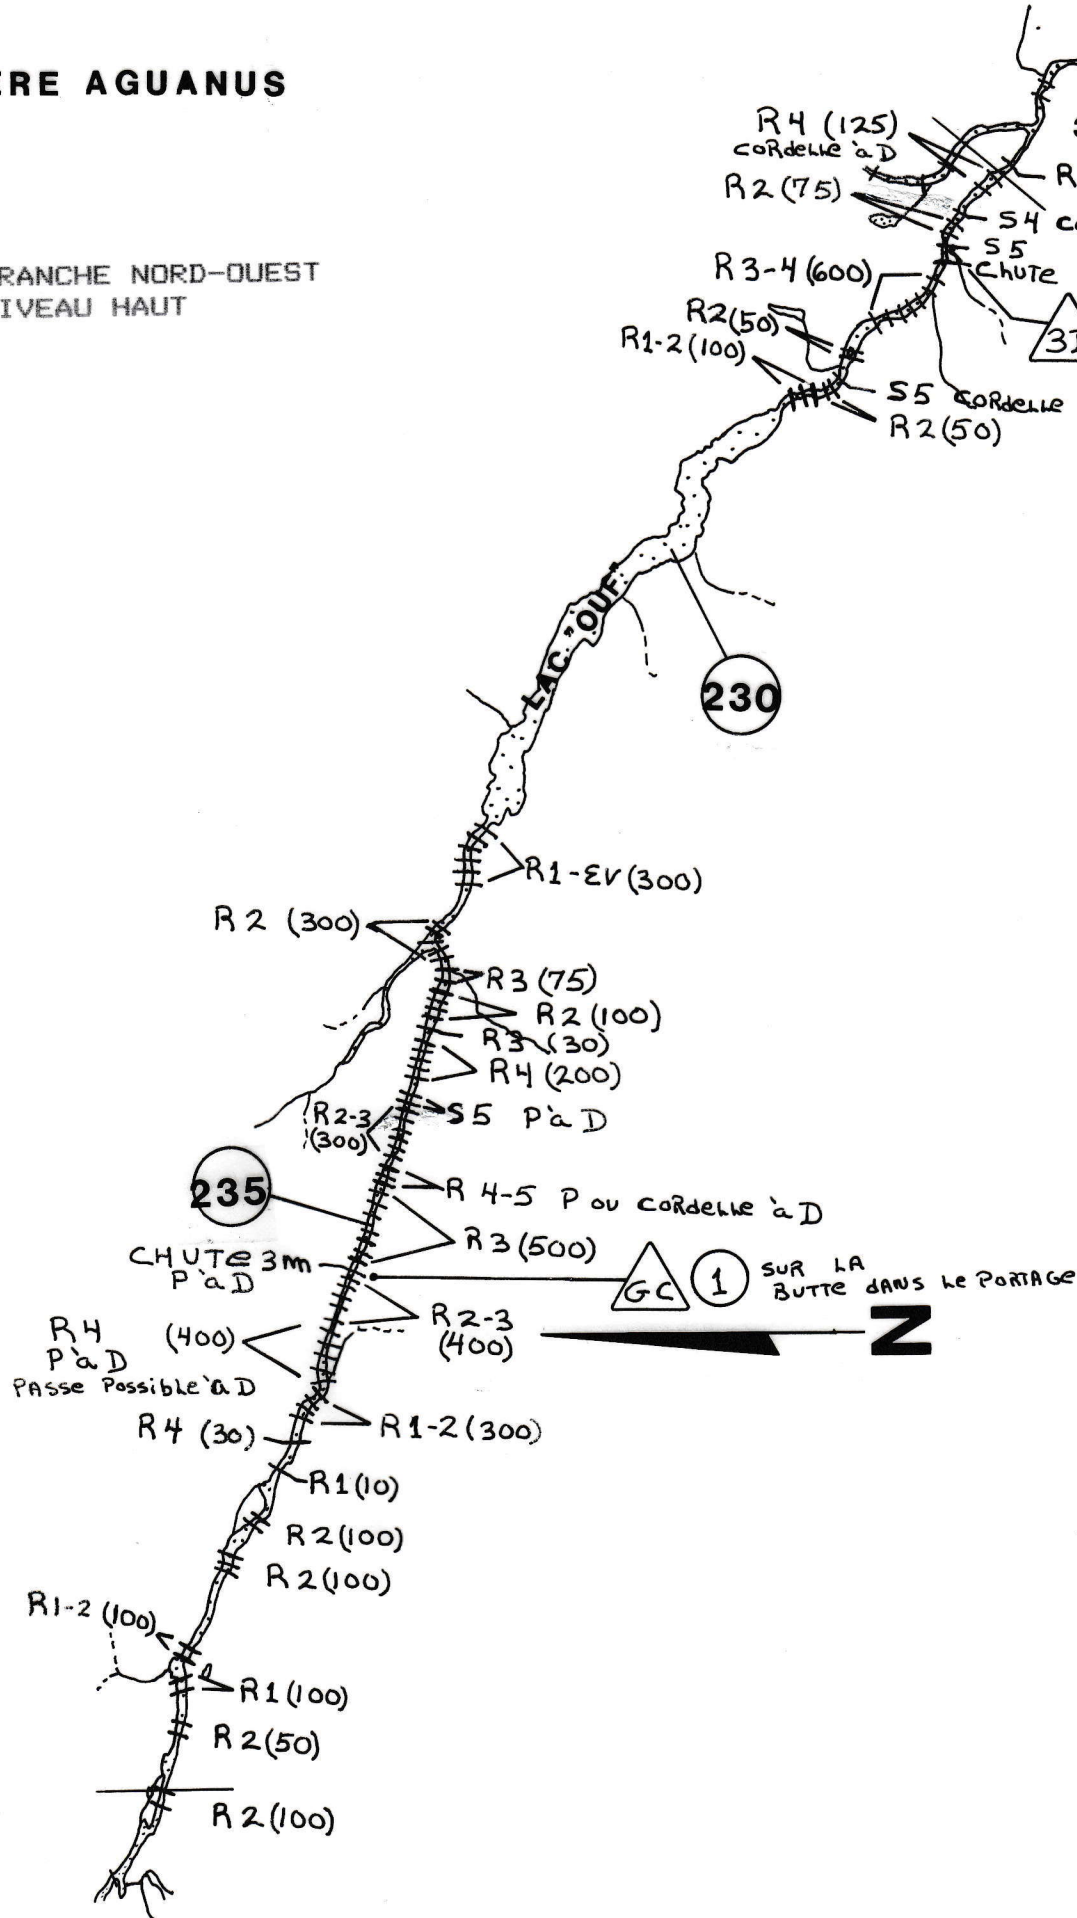 ÈRE AGUANUS
RANCHE NORD-OUEST
IVEAU HAUT
R4 (125)
CORDELLE à D
R2 (75)
R
S4
S5
CHUTE
R3-4 (600)
R2 (50)
R1-2 (100)
S5 CORDELLE
R2 (50)
LAC "OUF"
230
R1-EV (300)
R2 (300)
R3 (75)
R2 (100)
R3 (30)
R4 (200)
R2-3
(300)
S5 P à D
235
R 4-5 P OU CORDELLE à D
R3 (500)
CHUTE 3m
P à D
GC
1
SUR LA
BUTTE DANS LE PORTAGE
R2-3
(400)
N
R4
P à D
(400)
PASSE POSSIBLE à D
R1-2 (300)
R4 (30)
R1 (10)
R2 (100)
R2 (100)
R1-2 (100)
R1 (100)
R2 (50)
R2 (100)